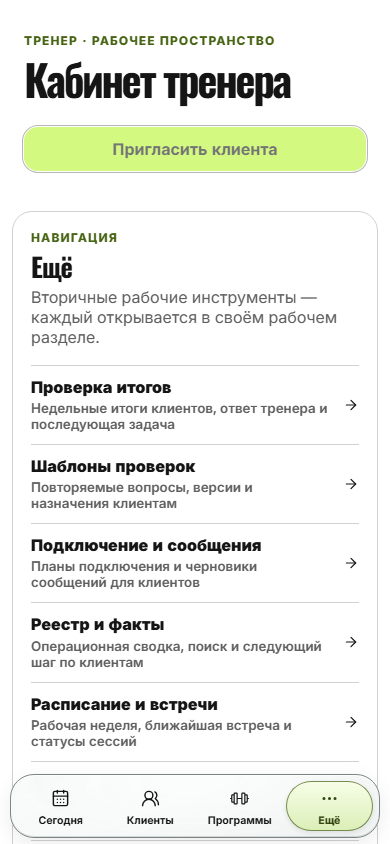 ТРЕНЕР · РАБОЧЕЕ ПРОСТРАНСТВО
Кабинет тренера
Пригласить клиента
НАВИГАЦИЯ
Ещё
Вторичные рабочие инструменты —
каждый открывается в своём рабочем
разделе.
Проверка итогов
Недельные итоги клиентов, ответ тренера и
последующая задача
Шаблоны проверок
Повторяемые вопросы, версии и
назначения клиентам
Подключение и сообщения
Планы подключения и черновики
сообщений для клиентов
Реестр и факты
Операционная сводка, поиск и следующий
шаг по клиентам
Расписание и встречи
Рабочая неделя, ближайшая встреча и
статусы сессий
Сегодня
Клиенты
Программы
Ещё